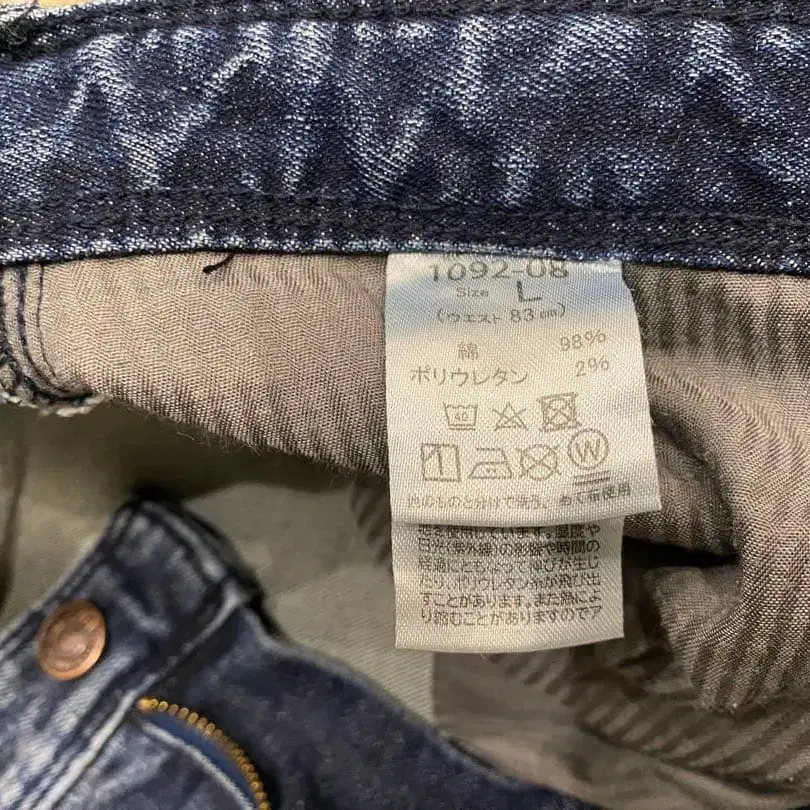 1092-08
Size L
(ウエスト 83cm)
綿 98%
ポリウレタン 2%
40
W
他のものと分けて洗う。あて布使用
を使用しています。湿度や
日光(紫外線)の影響や時間の
経過にともよって伸びが生じ
たり、ポリウレタン糸が飛び出
すことがあります。また熱によ
り縮むことがありますのでア